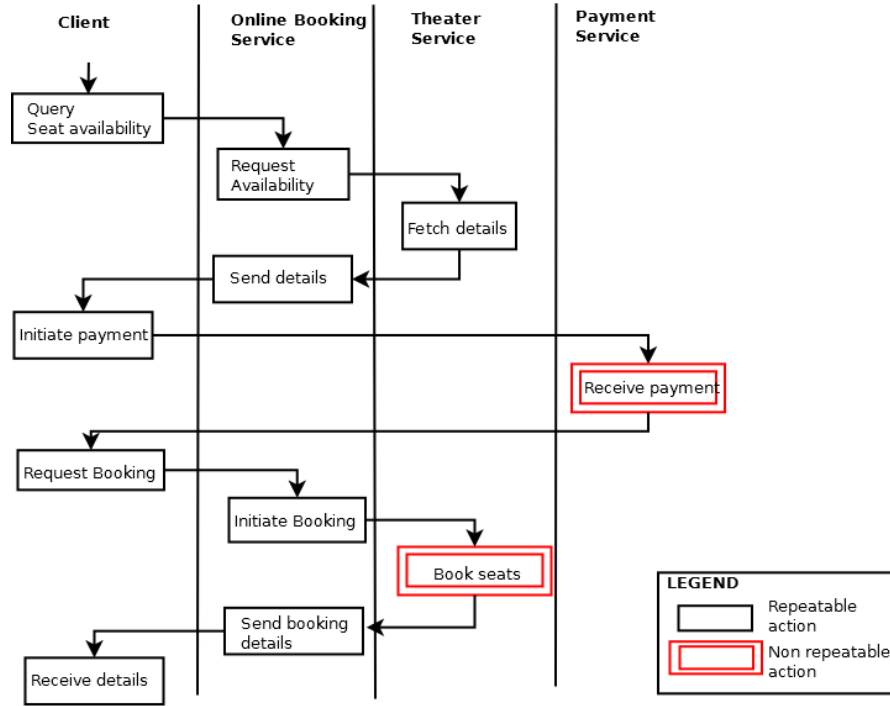 Client
Online Booking
Service
Theater
Service
Payment
Service
Query
Seat availability
Request
Availability
Fetch details
Send details
Initiate payment
Receive payment
Request Booking
Initiate Booking
Book seats
Send booking
details
Receive details
LEGEND
Repeatable
action
Non repeatable
action